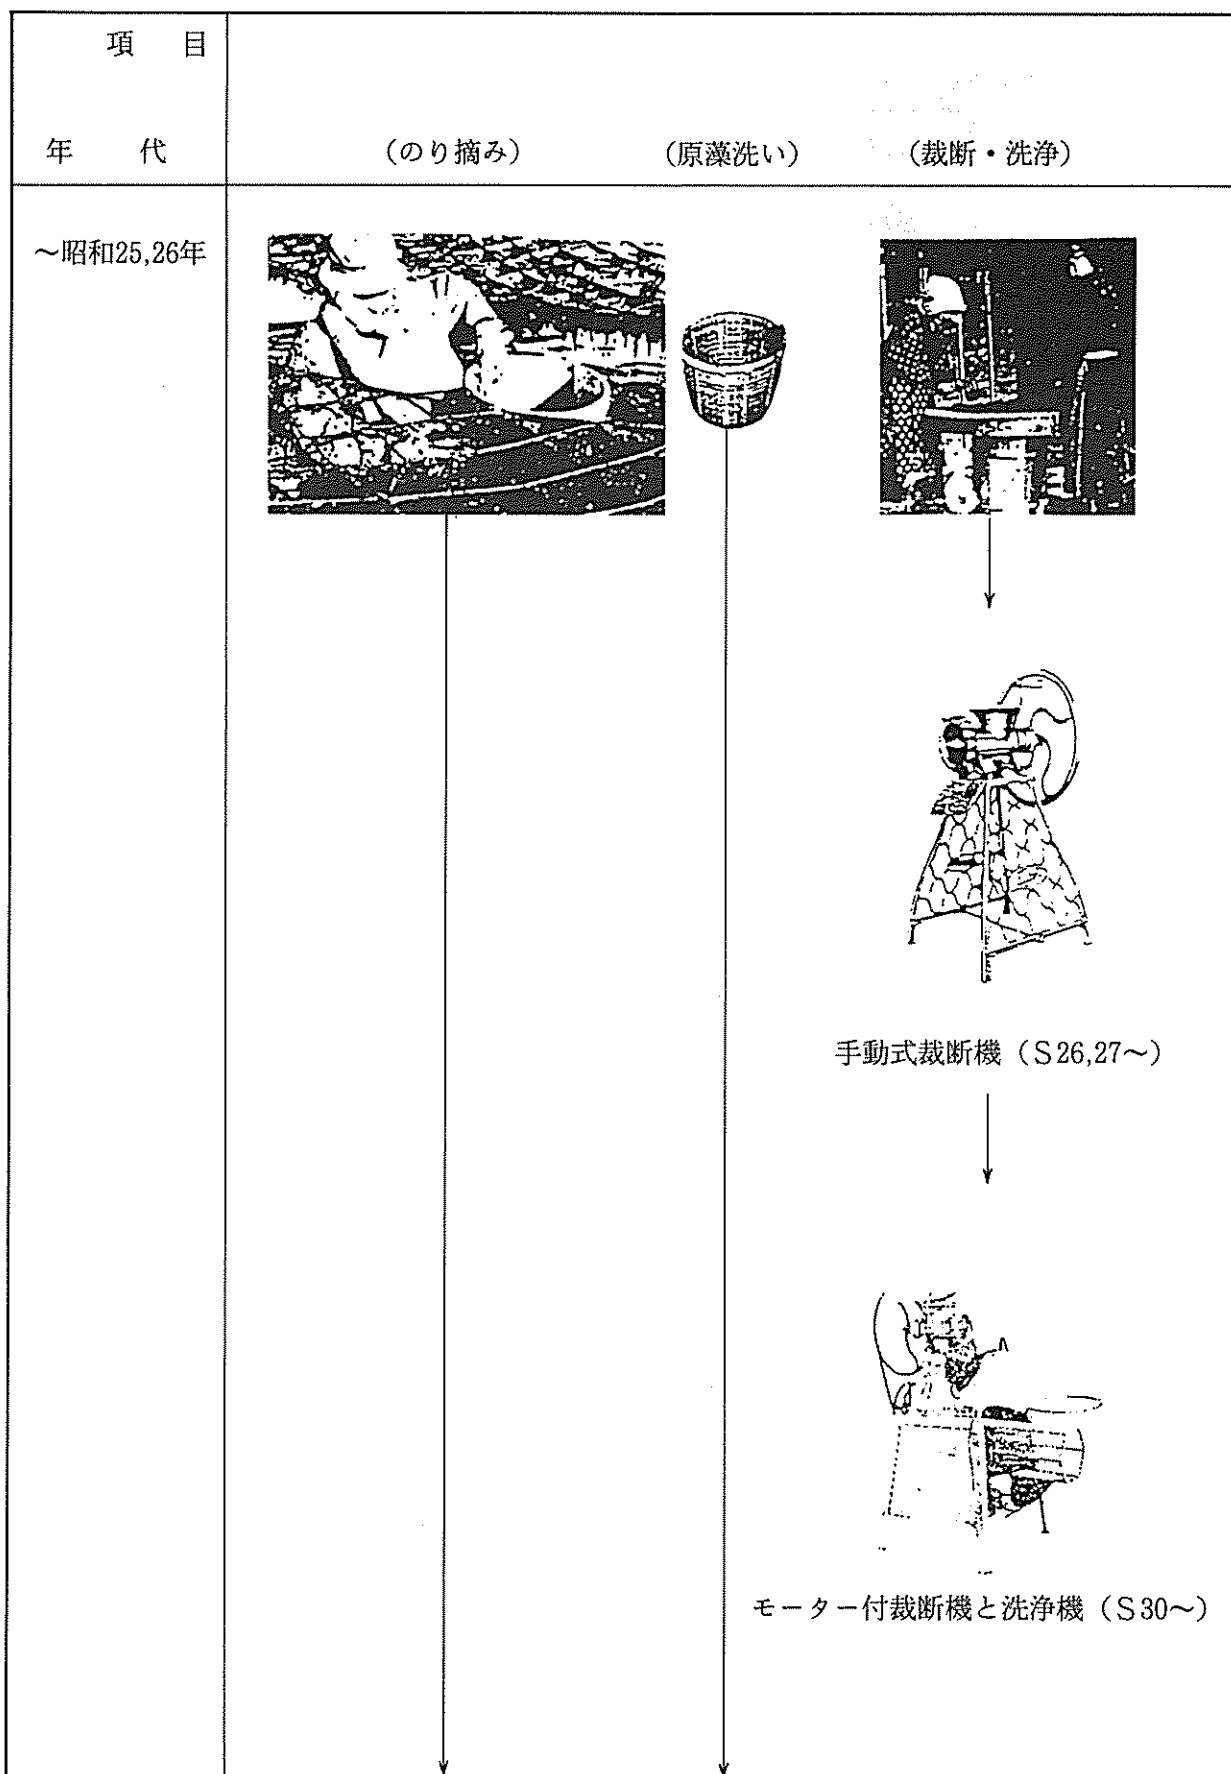 項　目
年　代
(のり摘み)
(原藻洗い)
(裁断・洗浄)
～昭和25,26年
手動式裁断機（S26,27～）
モーター付裁断機と洗浄機（S30～）